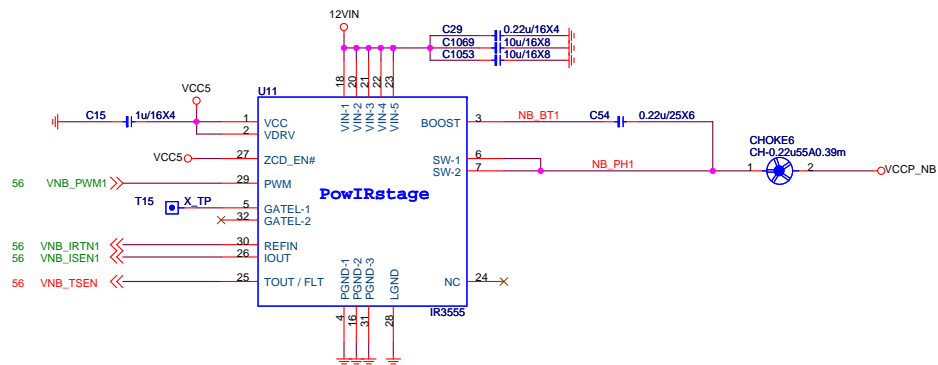 12VIN
C29 0.22u/16X4
C1069 10u/16X8
C1053 10u/16X8
18 20 21 22 23
VCC5
U11
VIN-1 VIN-2 VIN-3 VIN-4 VIN-5
C15 1u/16X4
1 VCC
BOOST 3 NB_BT1 C54 0.22u/25X6
2 VDRV
CHOKE6
CH-0.22u55A0.39m
VCC5 27 ZCD_EN#
SW-1 6
SW-2 7 NB_PH1 1 2 VCCP_NB
56 VNB_PWM1 29 PWM
PowIRstage
T15 X_TP 5 GATEL-1
32 GATEL-2
56 VNB_IRTN1 30 REFIN
56 VNB_ISEN1 26 IOUT
56 VNB_TSEN 25 TOUT / FLT
NC 24
PGND-1 PGND-2 PGND-3 LGND
IR3555
4 16 31 28